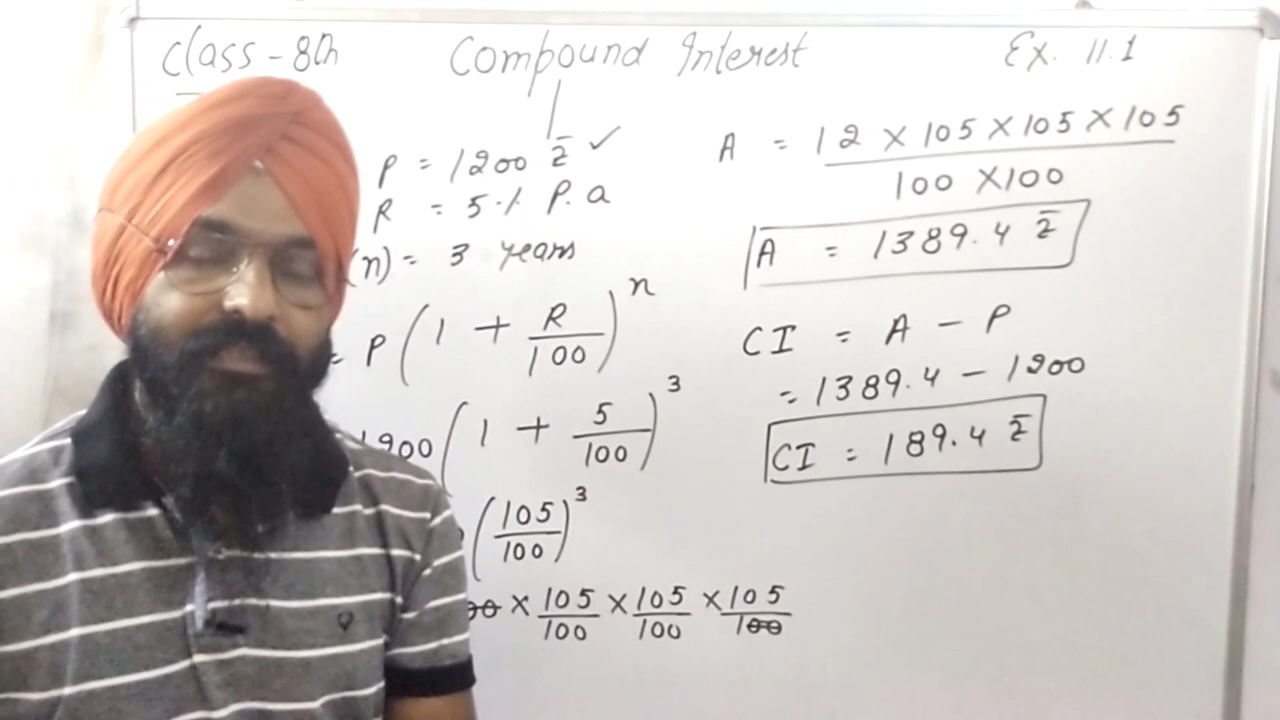 Class - 8th
Compound Interest
Ex. 11.1
P = 1200 ₹ ✓
R = 5 % P.a
(n) = 3 years
= P ( 1 + R/100 )^n
1200 ( 1 + 5/100 )^3
( 105/100 )^3
00 × 105/100 × 105/100 × 105/100
A = 12 × 105 × 105 × 105 / 100 × 100
A = 1389.4 ₹
CI = A - P
= 1389.4 - 1200
CI = 189.4 ₹